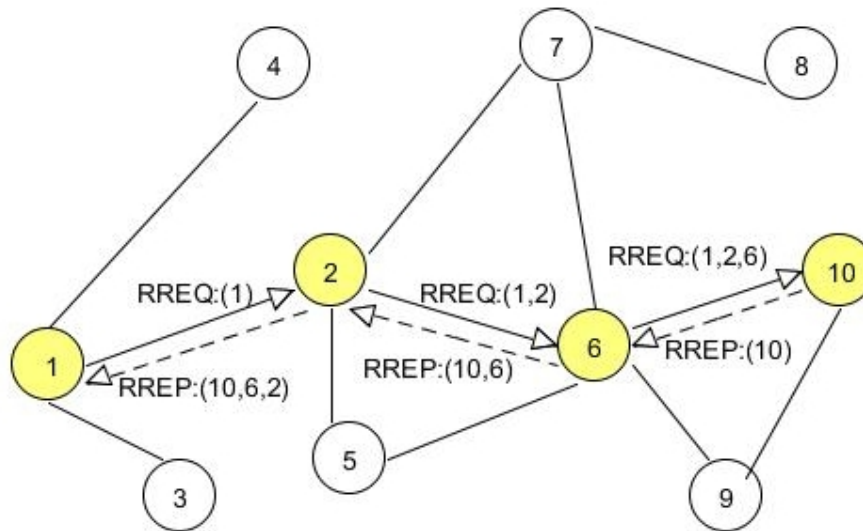 4
7
8
2
10
RREQ:(1)
RREQ:(1,2)
RREQ:(1,2,6)
1
6
RREP:(10,6,2)
RREP:(10,6)
RREP:(10)
5
3
9